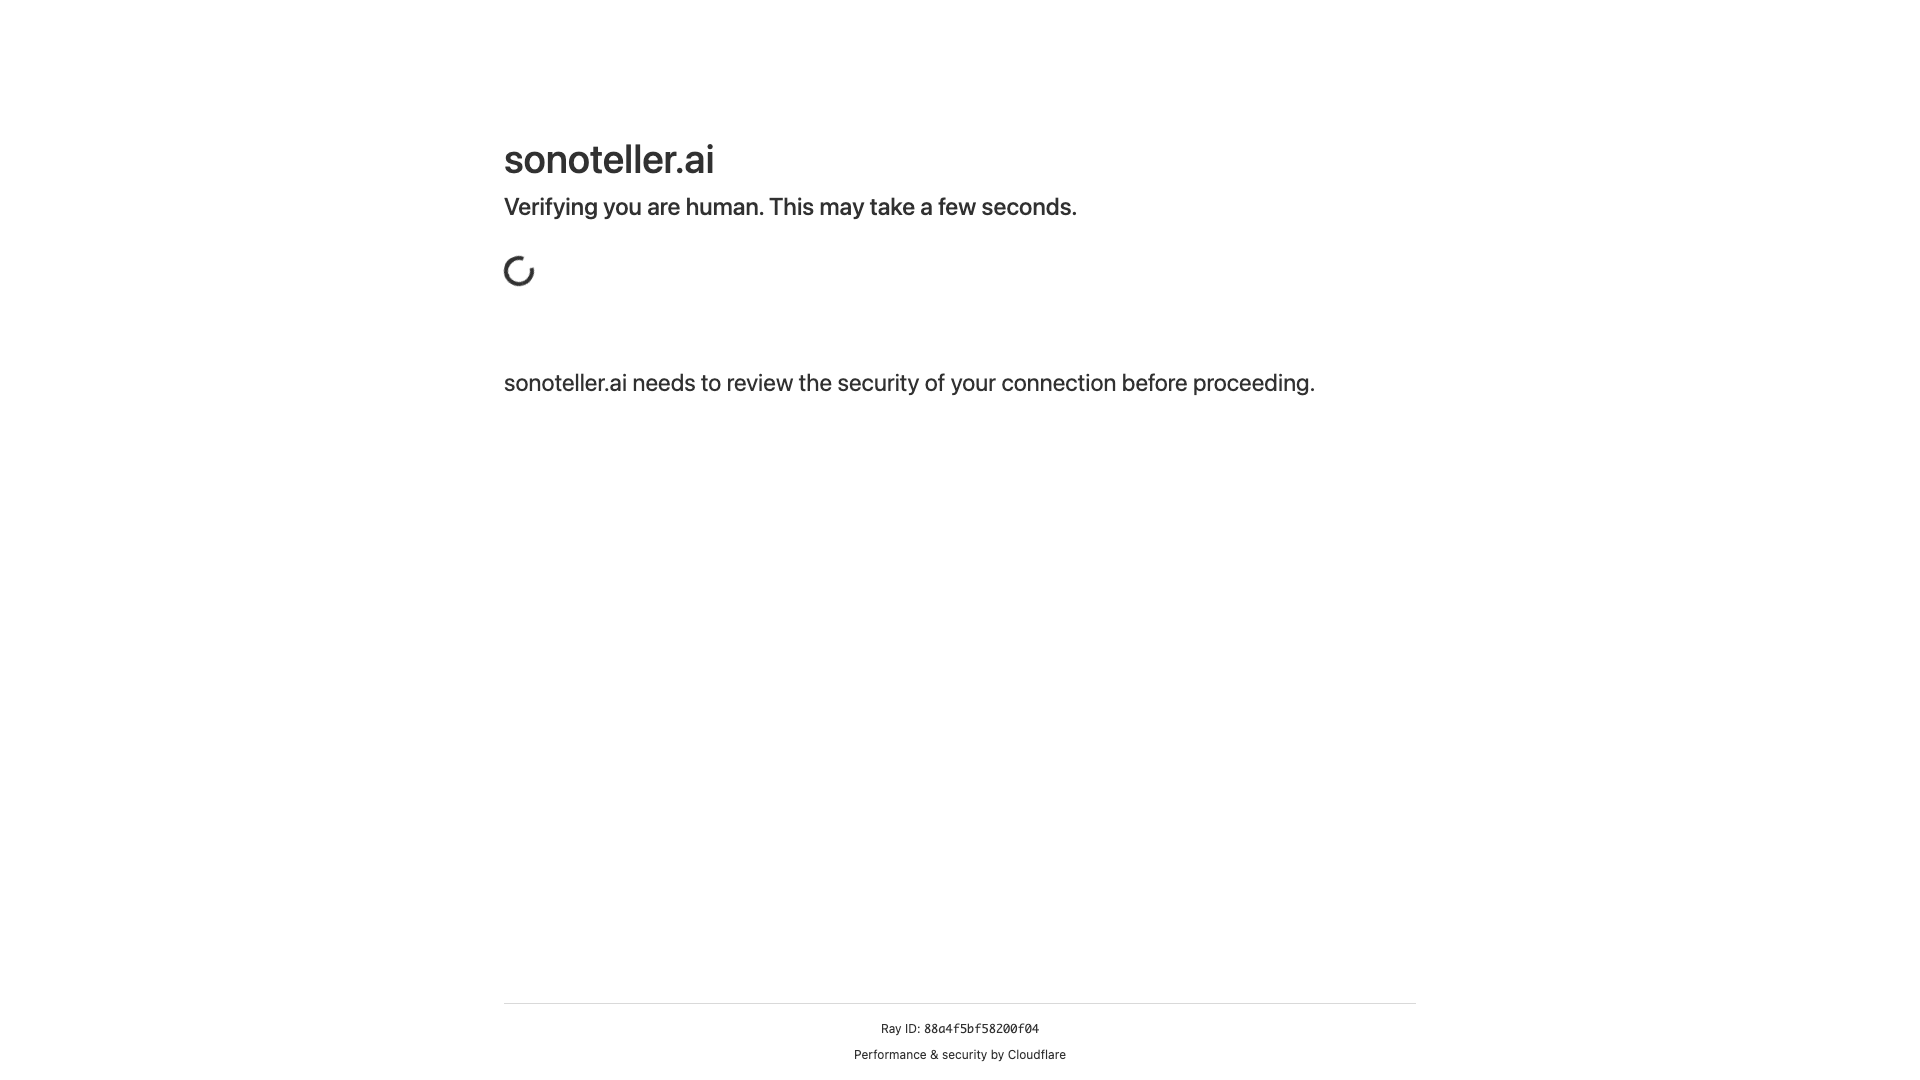 sonoteller.ai
Verifying you are human. This may take a few seconds.
sonoteller.ai needs to review the security of your connection before proceeding.
Ray ID: 88a4f5bf58200f04
Performance & security by Cloudflare